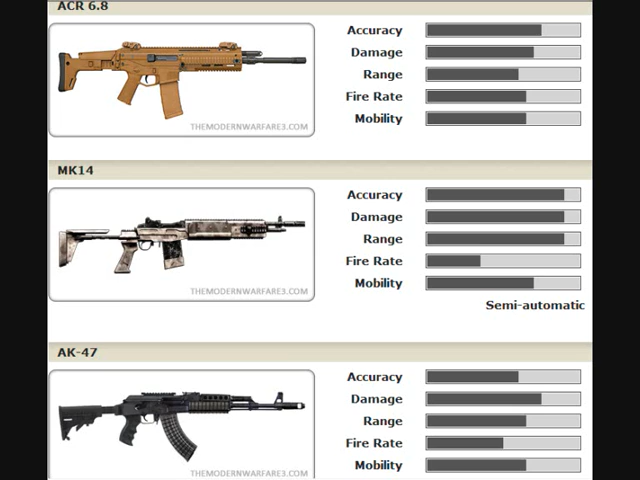 ACR 6.8
Accuracy
Damage
Range
Fire Rate
Mobility
THEMODERNWARFARE3.COM
MK14
Accuracy
Damage
Range
Fire Rate
Mobility
THEMODERNWARFARE3.COM
Semi-automatic
AK-47
Accuracy
Damage
Range
Fire Rate
Mobility
THEMODERNWARFARE3.COM